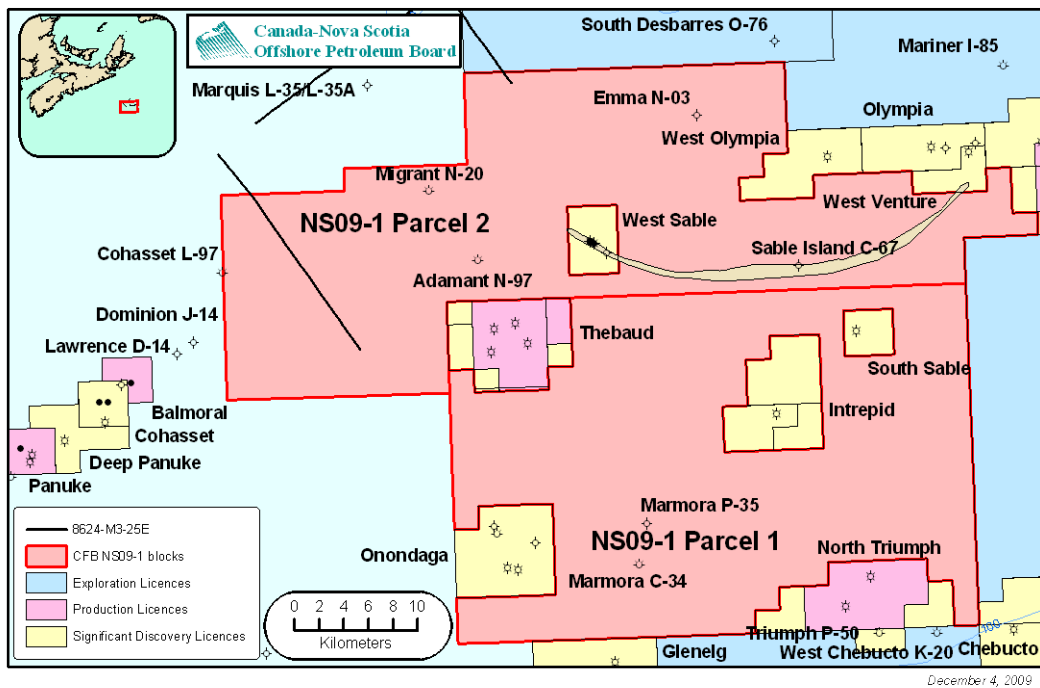 Canada-Nova Scotia
Offshore Petroleum Board
South Desbarres O-76
Mariner I-85
Marquis L-35/L-35A
Emma N-03
Olympia
West Olympia
Migrant N-20
NS09-1 Parcel 2
West Sable
West Venture
Cohasset L-97
Sable Island C-67
Adamant N-97
Dominion J-14
Thebaud
Lawrence D-14
South Sable
Balmoral
Intrepid
Cohasset
Deep Panuke
Panuke
Marmora P-35
8624-M3-25E
NS09-1 Parcel 1
North Triumph
CFB NS09-1 blocks
Onondaga
Marmora C-34
Exploration Licences
0 2 4 6 8 10
Production Licences
Kilometers
100
Significant Discovery Licences
Triumph P-50
Glenelg
West Chebucto K-20
Chebucto
December 4, 2009